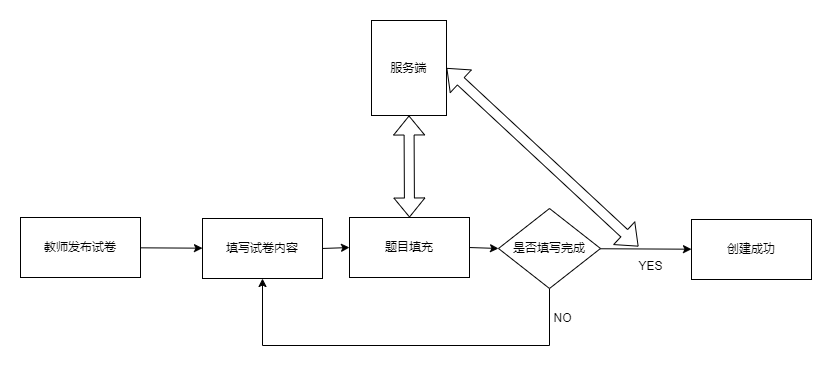 服务端
教师发布试卷
填写试卷内容
题目填充
是否填写完成
创建成功
YES
NO